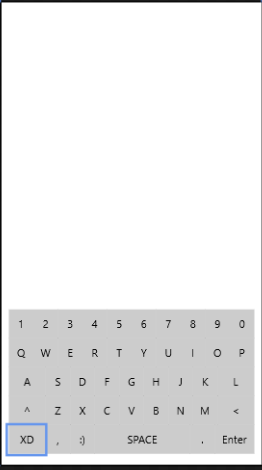 1 2 3 4 5 6 7 8 9 0
Q W E R T Y U I O P
A S D F G H J K L
^ Z X C V B N M <
XD , :) SPACE . Enter